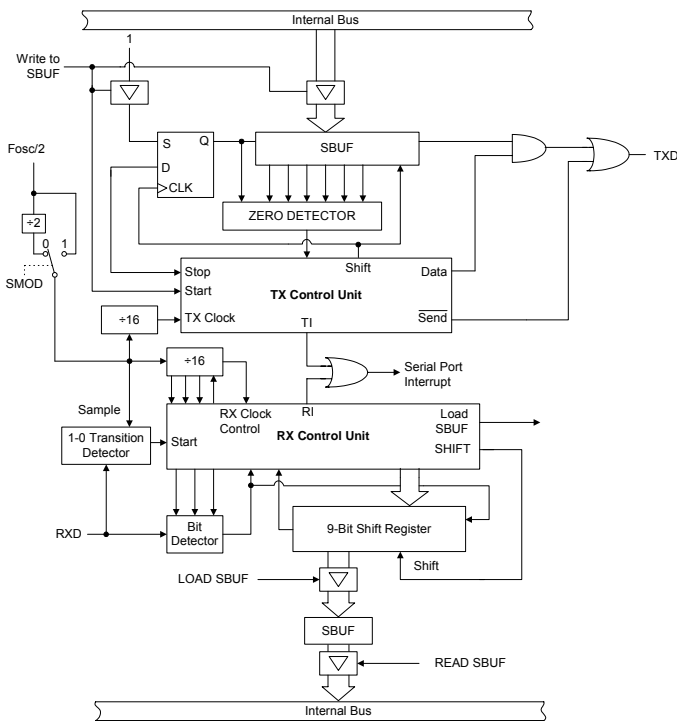 Internal Bus
1
Write to
SBUF
S
Q
D
CLK
SBUF
TXD
Fosc/2
÷2
0 1
SMOD
ZERO DETECTOR
Shift
Stop
Start
TX Clock
TX Control Unit
Data
Send
TI
÷16
÷16
Serial Port
Interrupt
Sample
1-0 Transition
Detector
Start
RX Clock
Control
RI
RX Control Unit
Load
SBUF
SHIFT
RXD
Bit
Detector
9-Bit Shift Register
Shift
LOAD SBUF
SBUF
READ SBUF
Internal Bus